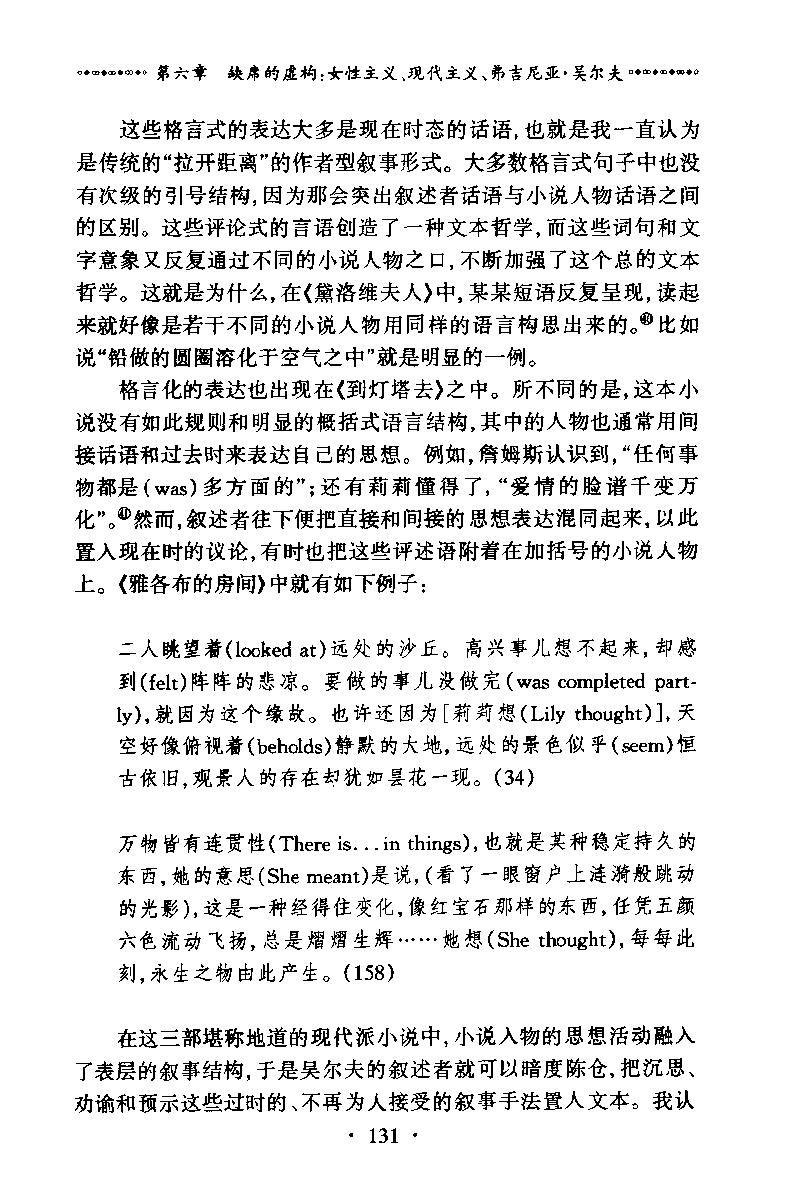 第六章 缺席的虚构:女性主义、现代主义、弗吉尼亚·吴尔夫
这些格言式的表达大多是现在时态的话语,也就是我一直认为
是传统的“拉开距离”的作者型叙事形式。大多数格言式句子中也没
有次级的引号结构,因为那会突出叙述者话语与小说人物话语之间
的区别。这些评论式的言语创造了一种文本哲学,而这些词句和文
字意象又反复通过不同的小说人物之口,不断加强了这个总的文本
哲学。这就是为什么,在《黛洛维夫人》中,某某短语反复呈现,读起
来就好像是若干不同的小说人物用同样的语言构思出来的。㊵比如
说“铅做的圆圈溶化于空气之中”就是明显的一例。
格言化的表达也出现在《到灯塔去》之中。所不同的是,这本小
说没有如此规则和明显的概括式语言结构,其中的人物也通常用间
接话语和过去时来表达自己的思想。例如,詹姆斯认识到,“任何事
物都是(was)多方面的”;还有莉莉懂得了,“爱情的脸谱千变万
化”。㊶然而,叙述者往下便把直接和间接的思想表达混同起来,以此
置入现在时的议论,有时也把这些评述语附着在加括号的小说人物
上。《雅各布的房间》中就有如下例子:
二人眺望着(looked at)远处的沙丘。高兴事儿想不起来,却感
到(felt)阵阵的悲凉。要做的事儿没做完(was completed part-
ly),就因为这个缘故。也许还因为[莉莉想(Lily thought)],天
空好像俯视着(beholds)静默的大地,远处的景色似乎(seem)恒
古依旧,观景人的存在却犹如昙花一现。(34)
万物皆有连贯性(There is...in things),也就是某种稳定持久的
东西,她的意思(She meant)是说,(看了一眼窗户上涟漪般跳动
的光影),这是一种经得住变化,像红宝石那样的东西,任凭五颜
六色流动飞扬,总是熠熠生辉……她想(She thought),每每此
刻,永生之物由此产生。(158)
在这三部堪称地道的现代派小说中,小说人物的思想活动融入
了表层的叙事结构,于是吴尔夫的叙述者就可以暗度陈仓,把沉思、
劝谕和预示这些过时的、不再为人接受的叙事手法置入文本。我认
· 131 ·